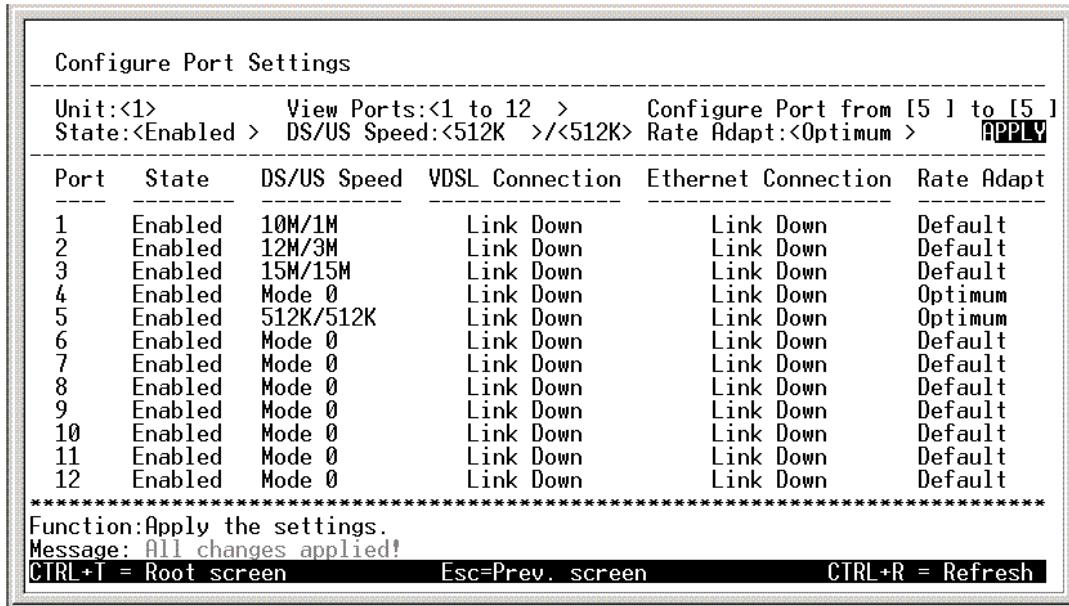 Configure Port Settings
--------------------------------------------------------------------------------
Unit:<1> View Ports:<1 to 12 > Configure Port from [5 ] to [5 ]
State:<Enabled > DS/US Speed:<512K >/<512K> Rate Adapt:<Optimum > APPLY
--------------------------------------------------------------------------------
Port State DS/US Speed VDSL Connection Ethernet Connection Rate Adapt
---- -------- ----------- --------------- ------------------- ----------
1 Enabled 10M/1M Link Down Link Down Default
2 Enabled 12M/3M Link Down Link Down Default
3 Enabled 15M/15M Link Down Link Down Default
4 Enabled Mode 0 Link Down Link Down Optimum
5 Enabled 512K/512K Link Down Link Down Optimum
6 Enabled Mode 0 Link Down Link Down Default
7 Enabled Mode 0 Link Down Link Down Default
8 Enabled Mode 0 Link Down Link Down Default
9 Enabled Mode 0 Link Down Link Down Default
10 Enabled Mode 0 Link Down Link Down Default
11 Enabled Mode 0 Link Down Link Down Default
12 Enabled Mode 0 Link Down Link Down Default
********************************************************************************
Function:Apply the settings.
Message: All changes applied!
CTRL+T = Root screen Esc=Prev. screen CTRL+R = Refresh